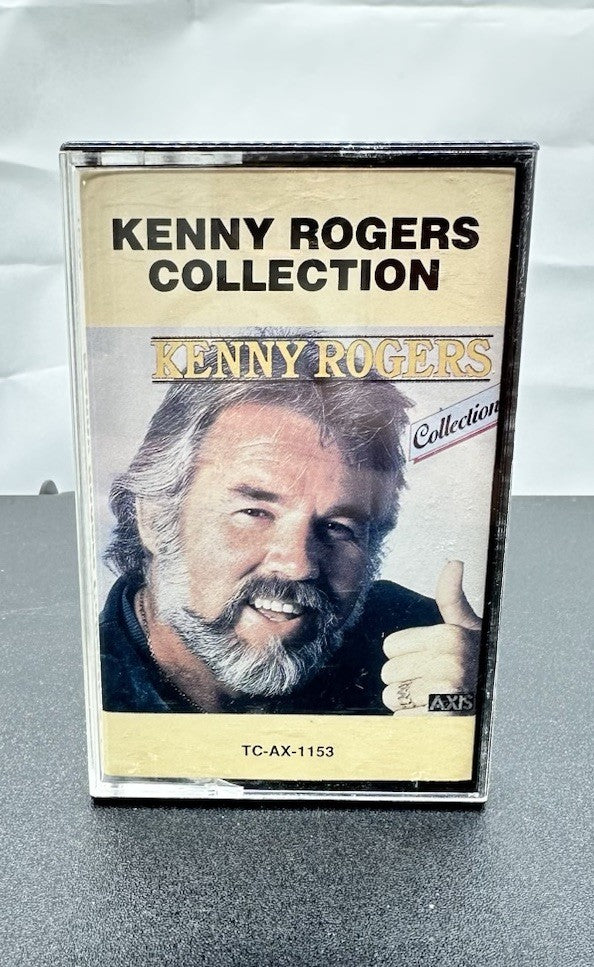 KENNY ROGERS
COLLECTION
KENNY ROGERS
Collection
AXIS
TC-AX-1153